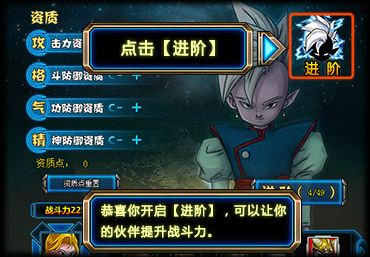 资质
攻 击力资
点击【进阶】
进 阶
格 斗防御资质
气 功防御资质
精 神防御资质
资质点： 0
资质点重置
进 阶 (4/49)
战斗力22
恭喜你开启【进阶】，可以让你
的伙伴提升战斗力。